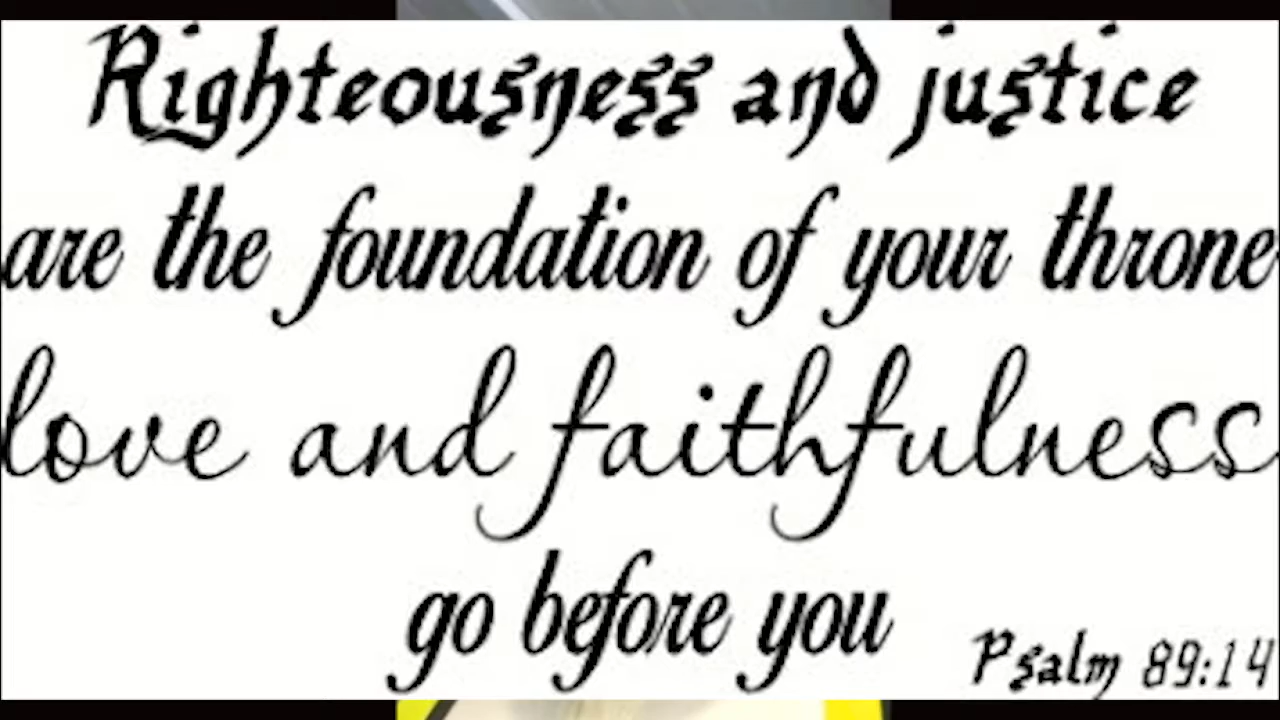 Righteousness and justice
are the foundation of your throne
love and faithfulness
go before you
Psalm 89:14